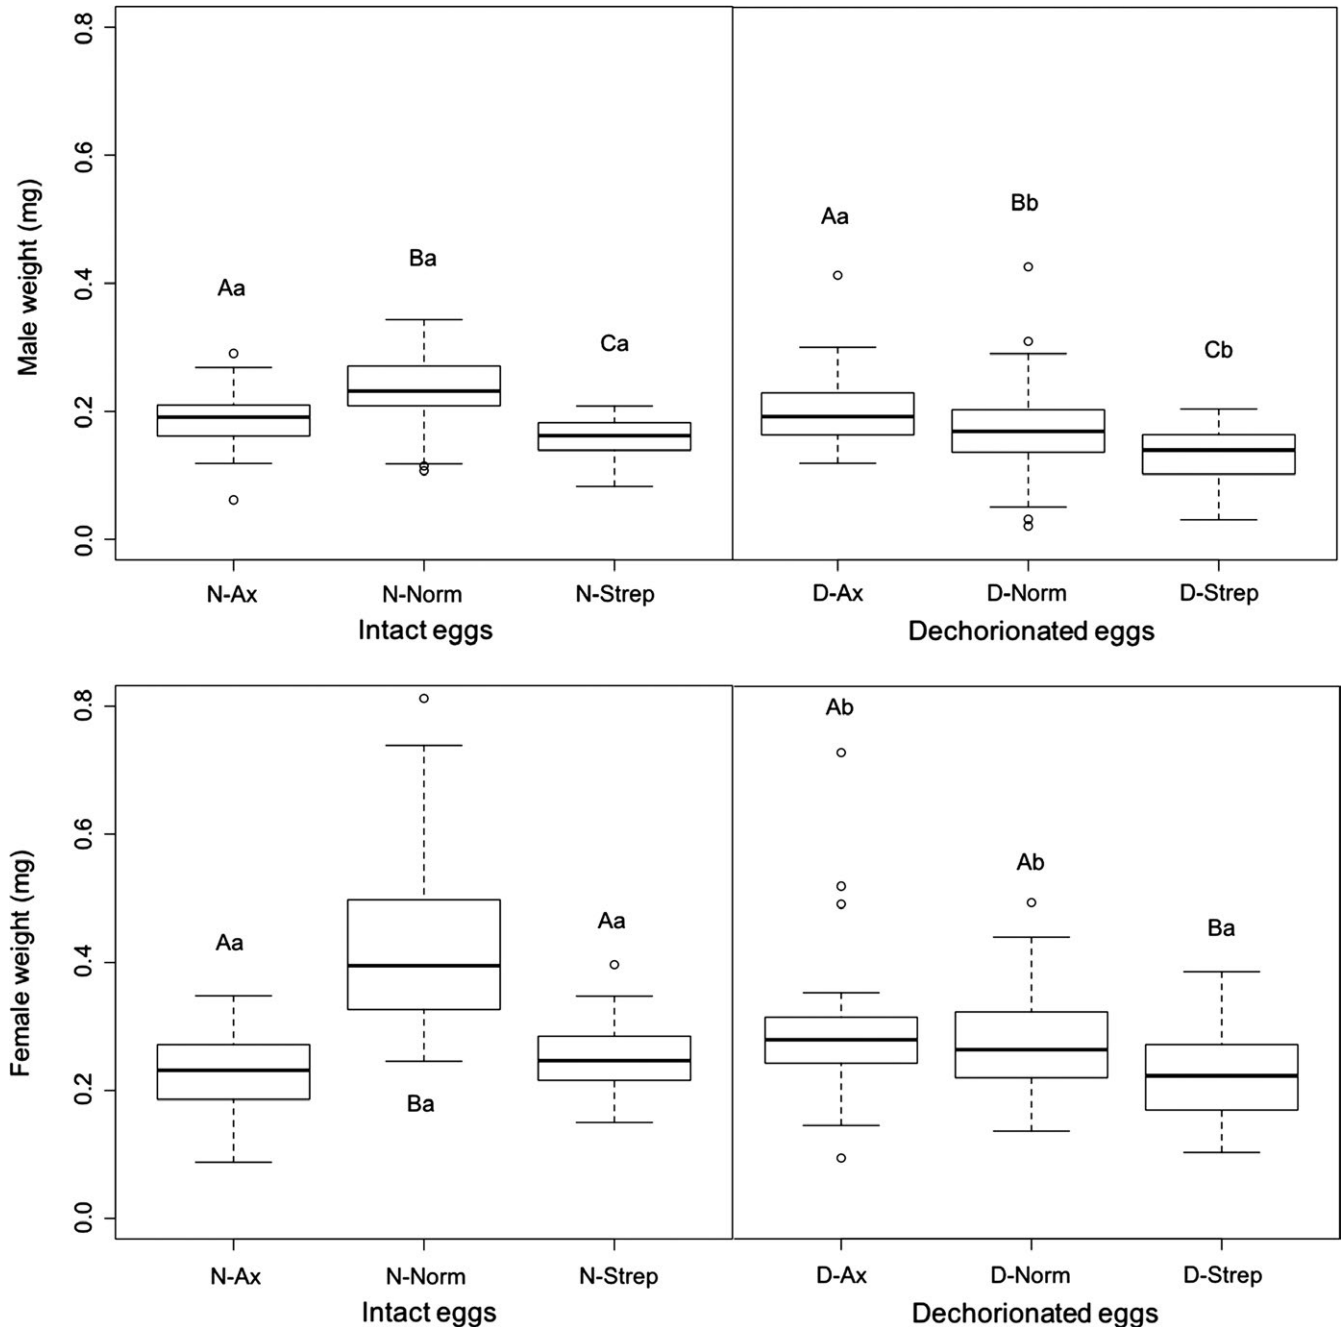 Male weight (mg)
0.8
0.6
0.4
0.2
0.0
Aa
Ba
Ca
Aa
Bb
Cb
N-Ax N-Norm N-Strep D-Ax D-Norm D-Strep
Intact eggs Dechorionated eggs
Female weight (mg)
0.8
0.6
0.4
0.2
0.0
Aa
Ba
Aa
Ab
Ab
Ba
N-Ax N-Norm N-Strep D-Ax D-Norm D-Strep
Intact eggs Dechorionated eggs